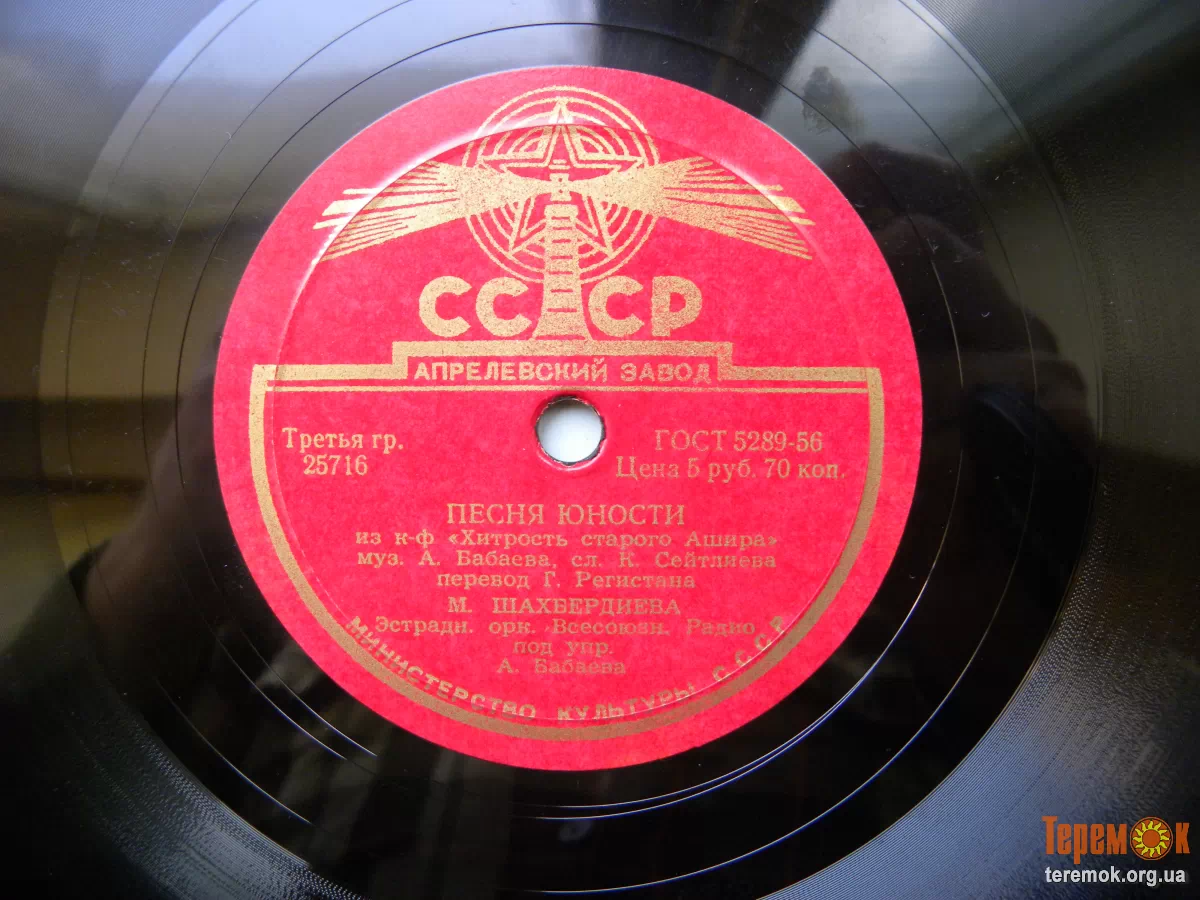 СССР
АПРЕЛЕВСКИЙ ЗАВОД
Третья гр.
25716
ГОСТ 5289-56
Цена 5 руб. 70 коп.
ПЕСНЯ ЮНОСТИ
из к-ф «Хитрость старого Ашира»
муз. А. Бабаева, сл. К. Сейтлиева
перевод Г. Регистана
М. ШАХБЕРДИЕВА
Эстрадн. орк. Всесоюзн. Радио
под упр.
А. Бабаева
МИНИСТЕРСТВО КУЛЬТУРЫ С.С.С.Р
ТеремОк
teremok.org.ua